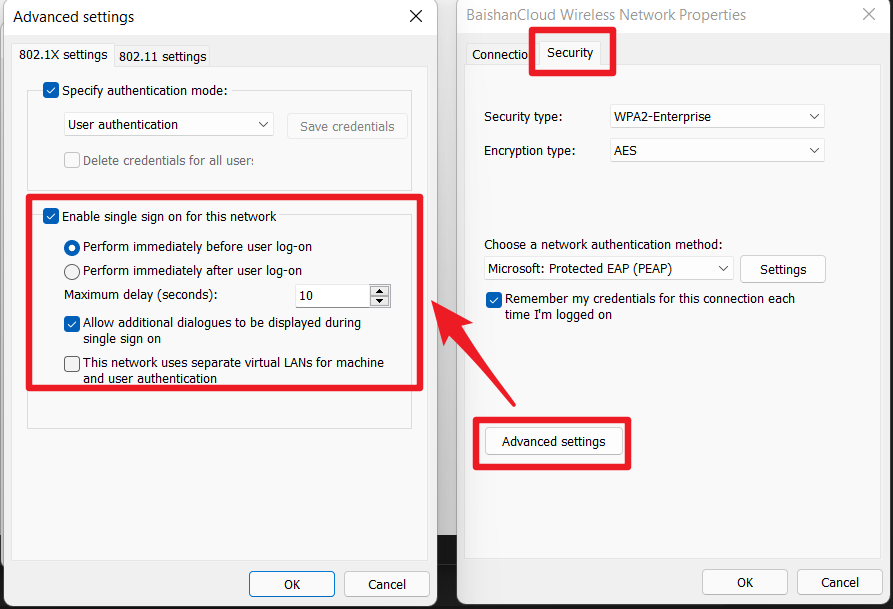 Advanced settings
802.1X settings
802.11 settings
Specify authentication mode:
User authentication
Save credentials
Delete credentials for all users
Enable single sign on for this network
Perform immediately before user log-on
Perform immediately after user log-on
Maximum delay (seconds):
10
Allow additional dialogues to be displayed during
single sign on
This network uses separate virtual LANs for machine
and user authentication
OK
Cancel
BaishanCloud Wireless Network Properties
Connection
Security
Security type:
WPA2-Enterprise
Encryption type:
AES
Choose a network authentication method:
Microsoft: Protected EAP (PEAP)
Settings
Remember my credentials for this connection each
time I'm logged on
Advanced settings
OK
Cancel